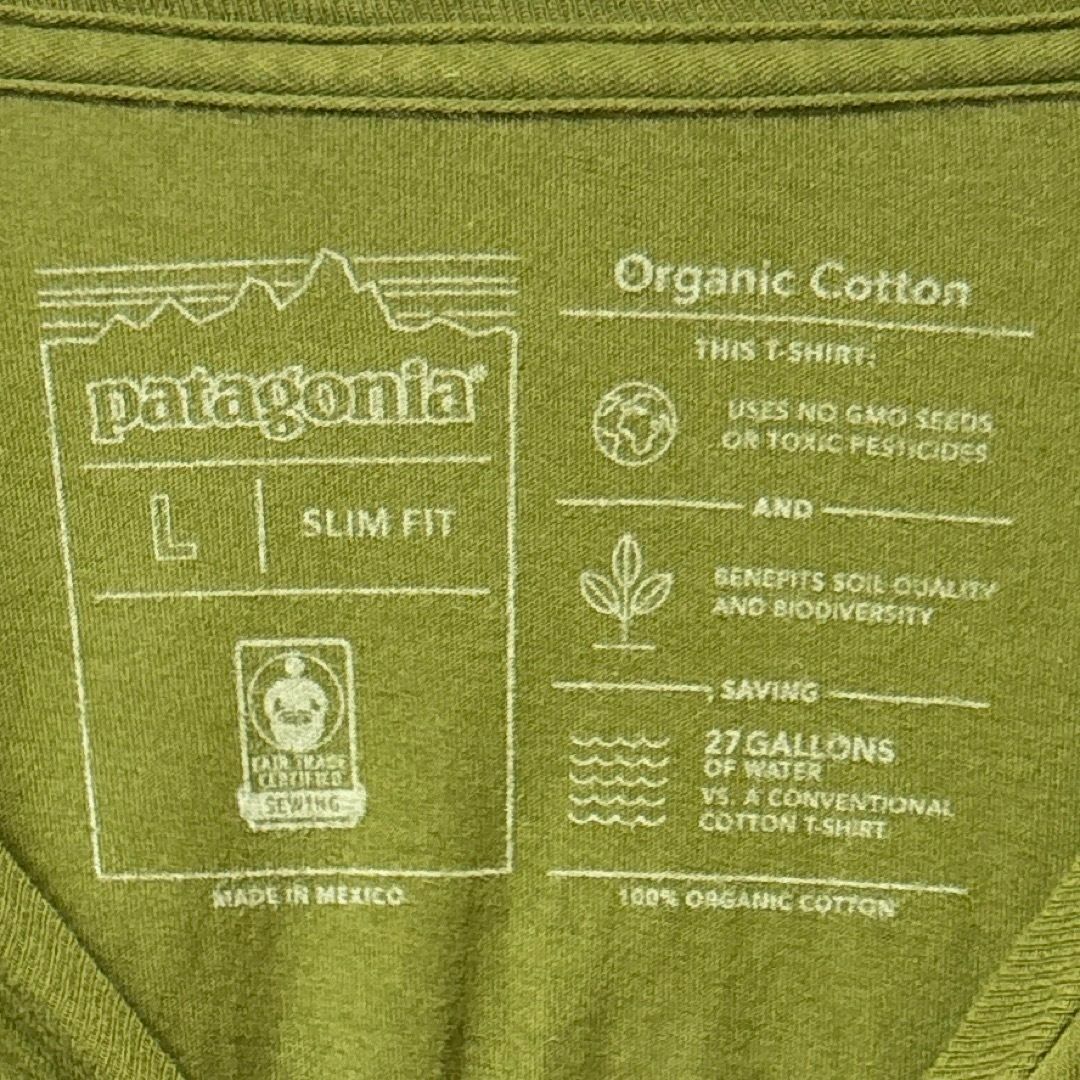 patagonia®
L | SLIM FIT
FAIR TRADE
CERTIFIED
SEWING
MADE IN MEXICO
Organic Cotton
THIS T-SHIRT:
USES NO GMO SEEDS
OR TOXIC PESTICIDES
AND
BENEFITS SOIL QUALITY
AND BIODIVERSITY
SAVING
27 GALLONS
OF WATER
VS. A CONVENTIONAL
COTTON T-SHIRT
100% ORGANIC COTTON